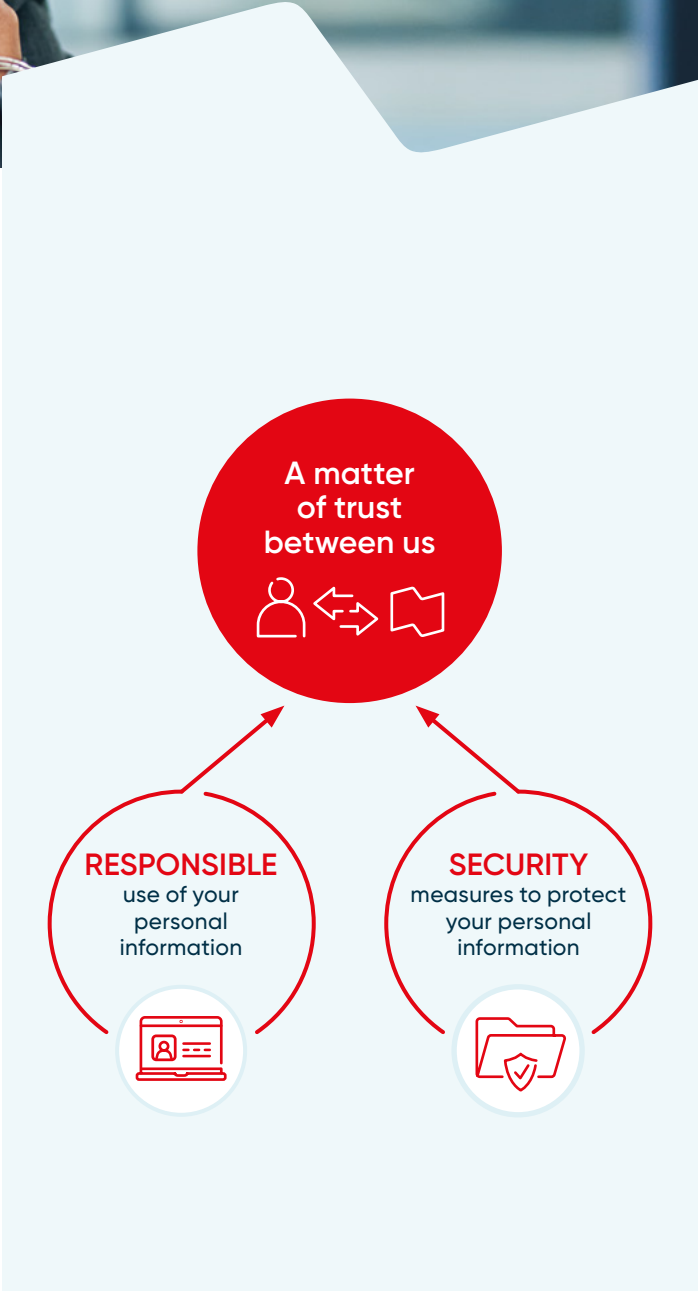 A matter
of trust
between us
RESPONSIBLE
use of your
personal
information
SECURITY
measures to protect
your personal
information